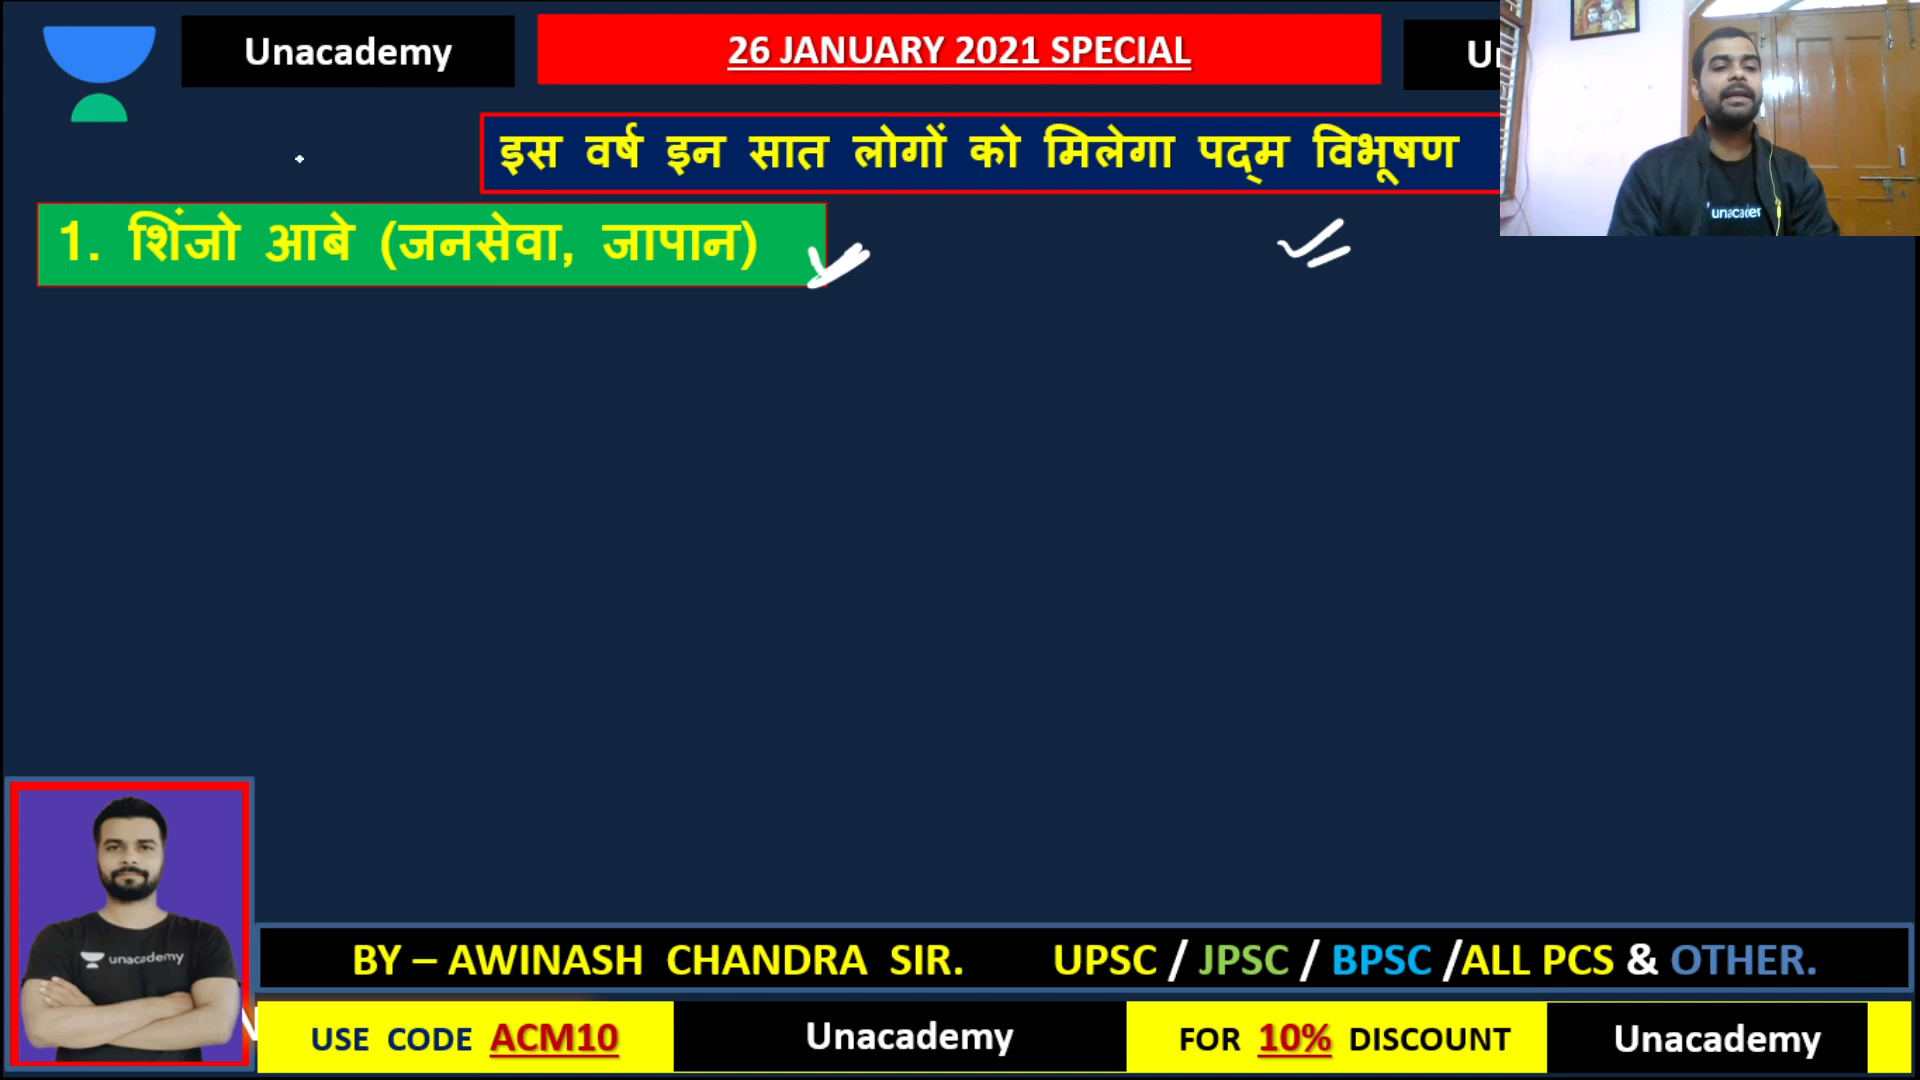 Unacademy
26 JANUARY 2021 SPECIAL
इस वर्ष इन सात लोगों को मिलेगा पद्म विभूषण
1. शिंजो आबे (जनसेवा, जापान)
unacademy
BY – AWINASH CHANDRA SIR. UPSC / JPSC / BPSC /ALL PCS & OTHER.
USE CODE ACM10
Unacademy
FOR 10% DISCOUNT
Unacademy